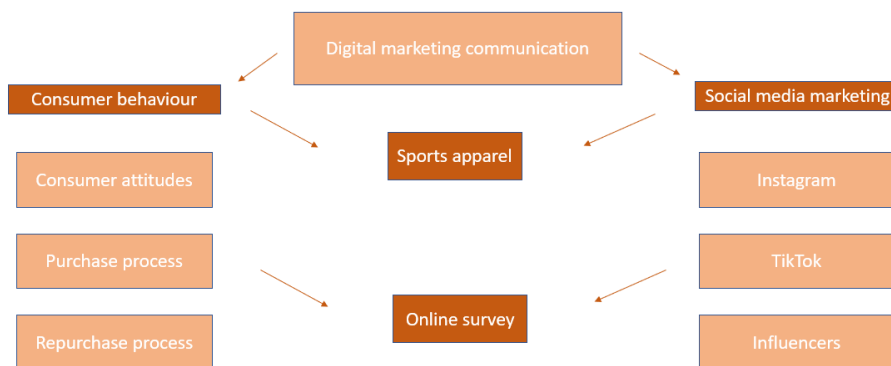 Digital marketing communication
Consumer behaviour
Social media marketing
Sports apparel
Consumer attitudes
Instagram
Purchase process
TikTok
Online survey
Repurchase process
Influencers